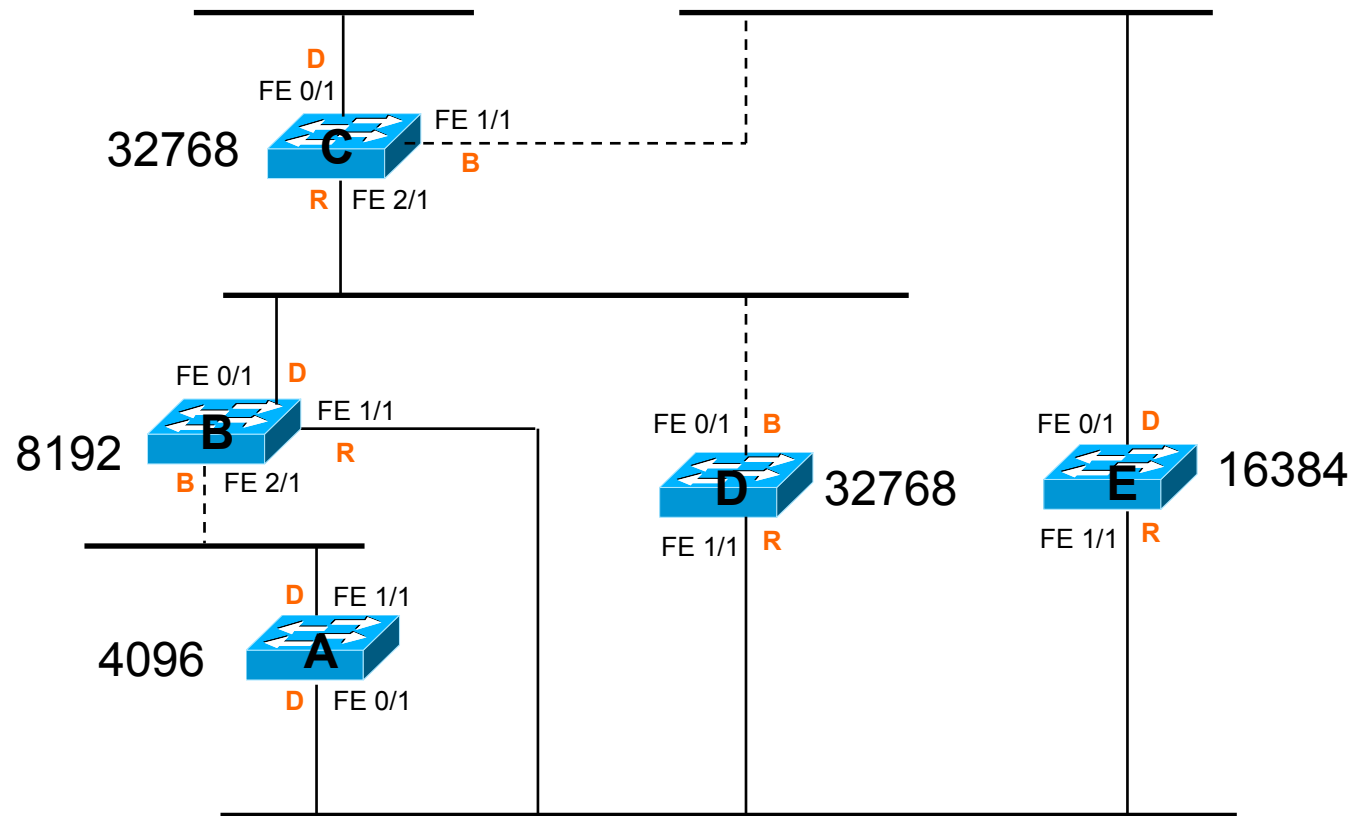 D
FE 0/1
FE 1/1
32768
C
B
R FE 2/1
FE 0/1 D
FE 1/1
8192
B
R
B FE 2/1
FE 0/1 B
D
32768
FE 1/1 R
FE 0/1 D
E
16384
FE 1/1 R
D FE 1/1
4096
A
D FE 0/1